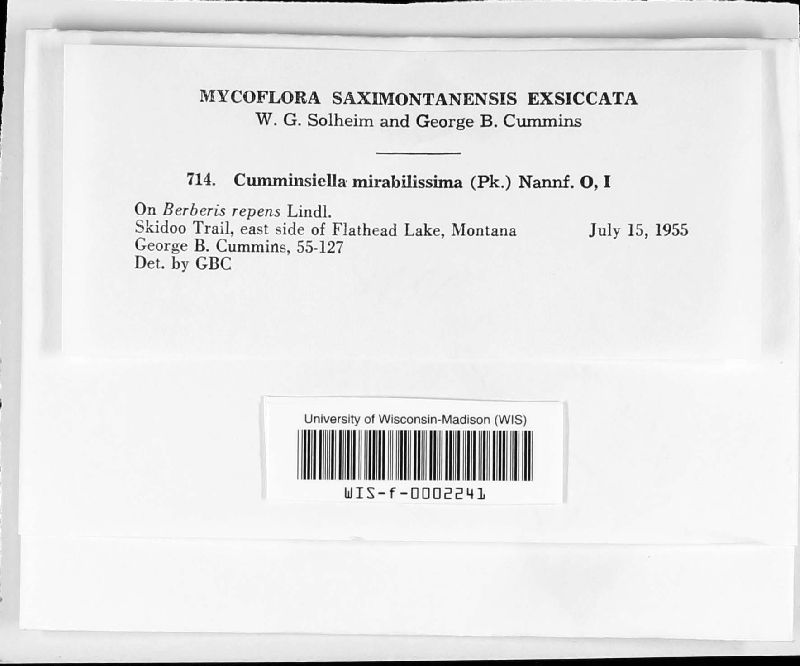 MYCOFLORA SAXIMONTANENSIS EXSICCATA
W. G. Solheim and George B. Cummins
714. Cumminsiella mirabilissima (Pk.) Nannf. O, I
On Berberis repens Lindl.
Skidoo Trail, east side of Flathead Lake, Montana July 15, 1955
George B. Cummins, 55-127
Det. by GBC
University of Wisconsin-Madison (WIS)
WIS-f-0002241